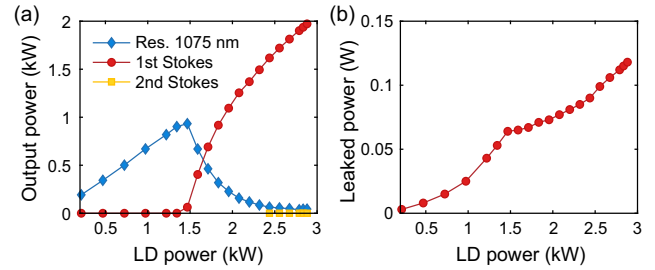 (a)
Output power (kW)
2
1.5
1
0.5
0
Res. 1075 nm
1st Stokes
2nd Stokes
0.5 1 1.5 2 2.5 3
LD power (kW)
(b)
Leaked power (W)
0.15
0.1
0.05
0
0.5 1 1.5 2 2.5 3
LD power (kW)